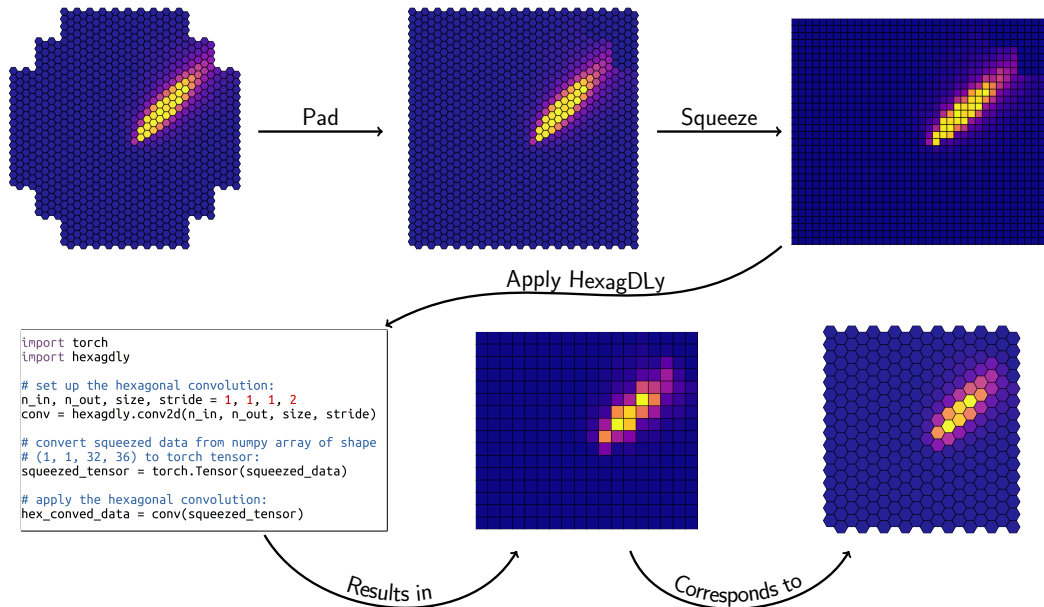 Pad
Squeeze
Apply HexagDLy
import torch
import hexagdly
# set up the hexagonal convolution:
n_in, n_out, size, stride = 1, 1, 1, 2
conv = hexagdly.conv2d(n_in, n_out, size, stride)
# convert squeezed data from numpy array of shape
# (1, 1, 32, 36) to torch tensor:
squeezed_tensor = torch.Tensor(squeezed_data)
# apply the hexagonal convolution:
hex_conved_data = conv(squeezed_tensor)
Results in
Corresponds to